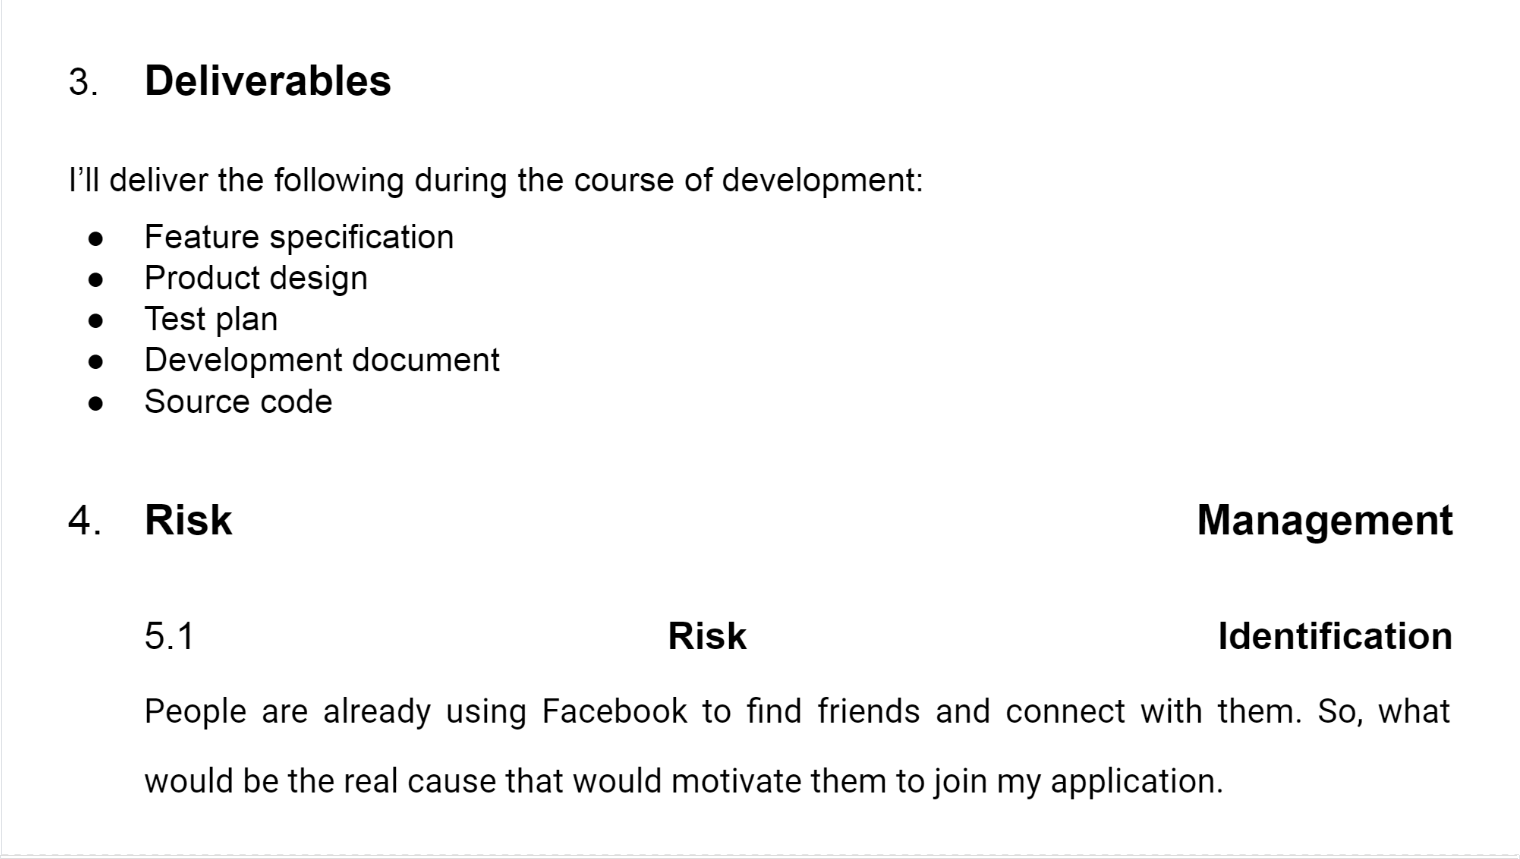 3. Deliverables
I’ll deliver the following during the course of development:
● Feature specification
● Product design
● Test plan
● Development document
● Source code
4. Risk Management
5.1 Risk Identification
People are already using Facebook to find friends and connect with them. So, what
would be the real cause that would motivate them to join my application.